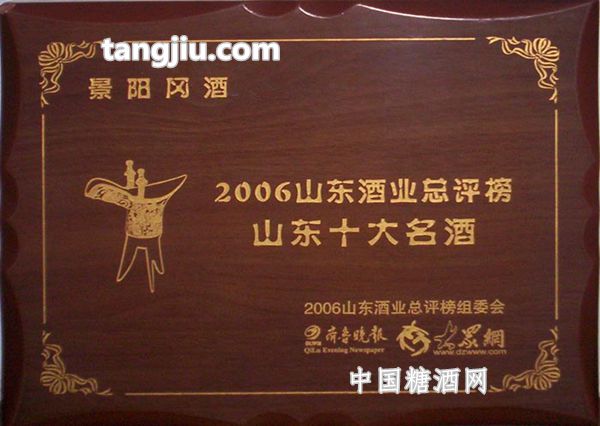 tangjiu.com
景阳冈酒
2006山东酒业总评榜
山东十大名酒
2006山东酒业总评榜组委会
齐鲁晚报 大众網
QiLu Evening Newspaper www.dzwww.com
中国糖酒网